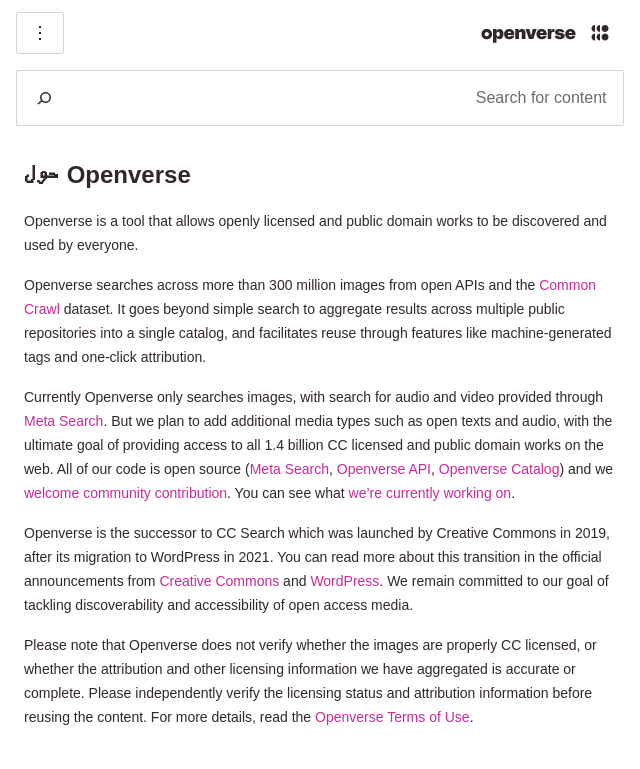 openverse
Search for content
حول Openverse
Openverse is a tool that allows openly licensed and public domain works to be discovered and
used by everyone.
Openverse searches across more than 300 million images from open APIs and the Common
Crawl dataset. It goes beyond simple search to aggregate results across multiple public
repositories into a single catalog, and facilitates reuse through features like machine-generated
tags and one-click attribution.
Currently Openverse only searches images, with search for audio and video provided through
Meta Search. But we plan to add additional media types such as open texts and audio, with the
ultimate goal of providing access to all 1.4 billion CC licensed and public domain works on the
web. All of our code is open source (Meta Search, Openverse API, Openverse Catalog) and we
welcome community contribution. You can see what we’re currently working on.
Openverse is the successor to CC Search which was launched by Creative Commons in 2019,
after its migration to WordPress in 2021. You can read more about this transition in the official
announcements from Creative Commons and WordPress. We remain committed to our goal of
tackling discoverability and accessibility of open access media.
Please note that Openverse does not verify whether the images are properly CC licensed, or
whether the attribution and other licensing information we have aggregated is accurate or
complete. Please independently verify the licensing status and attribution information before
reusing the content. For more details, read the Openverse Terms of Use.